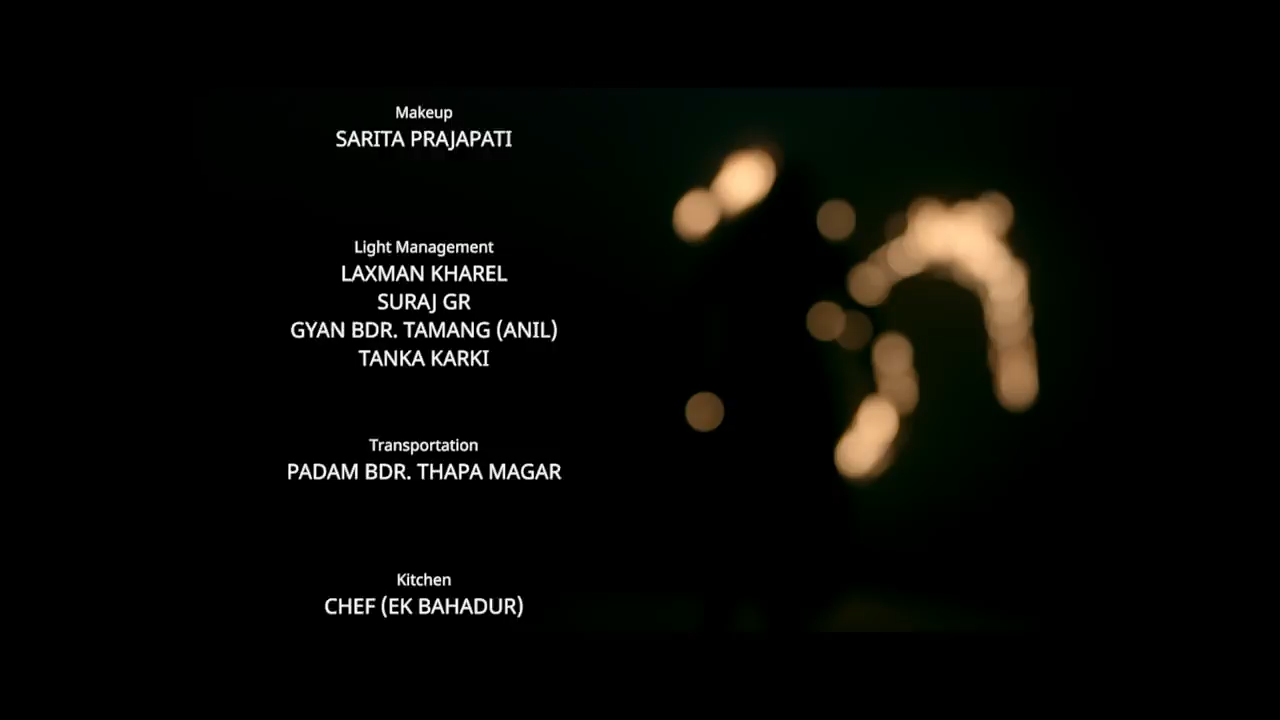 Makeup
SARITA PRAJAPATI
Light Management
LAXMAN KHAREL
SURAJ GR
GYAN BDR. TAMANG (ANIL)
TANKA KARKI
Transportation
PADAM BDR. THAPA MAGAR
Kitchen
CHEF (EK BAHADUR)